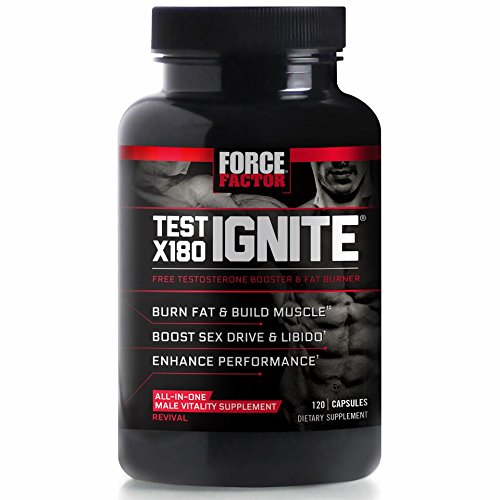 FORCE
FACTOR®
TEST
X180
IGNITE®
FREE TESTOSTERONE BOOSTER & FAT BURNER
BURN FAT & BUILD MUSCLE†‡
BOOST SEX DRIVE & LIBIDO†
ENHANCE PERFORMANCE†
ALL-IN-ONE
MALE VITALITY SUPPLEMENT
REVIVAL
120 | CAPSULES
DIETARY SUPPLEMENT